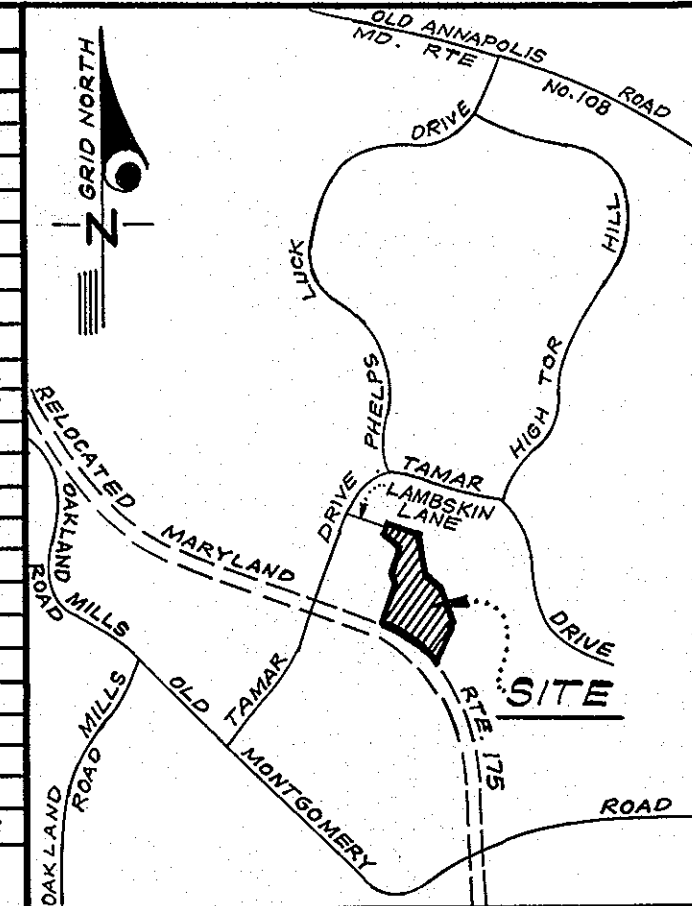 OLD ANNAPOLIS ROAD
MD. RTE No. 108
GRID NORTH
N
DRIVE
LUCK
HILL
PHELPS
HIGH TOR
TAMAR
DRIVE
LAMBSKIN
LANE
RELOCATED
MARYLAND
OAKLAND
ROAD
MILLS
DRIVE
SITE
TAMAR
OLD
MILLS
ROAD
RTE. 175
MONTGOMERY
ROAD
OAKLAND